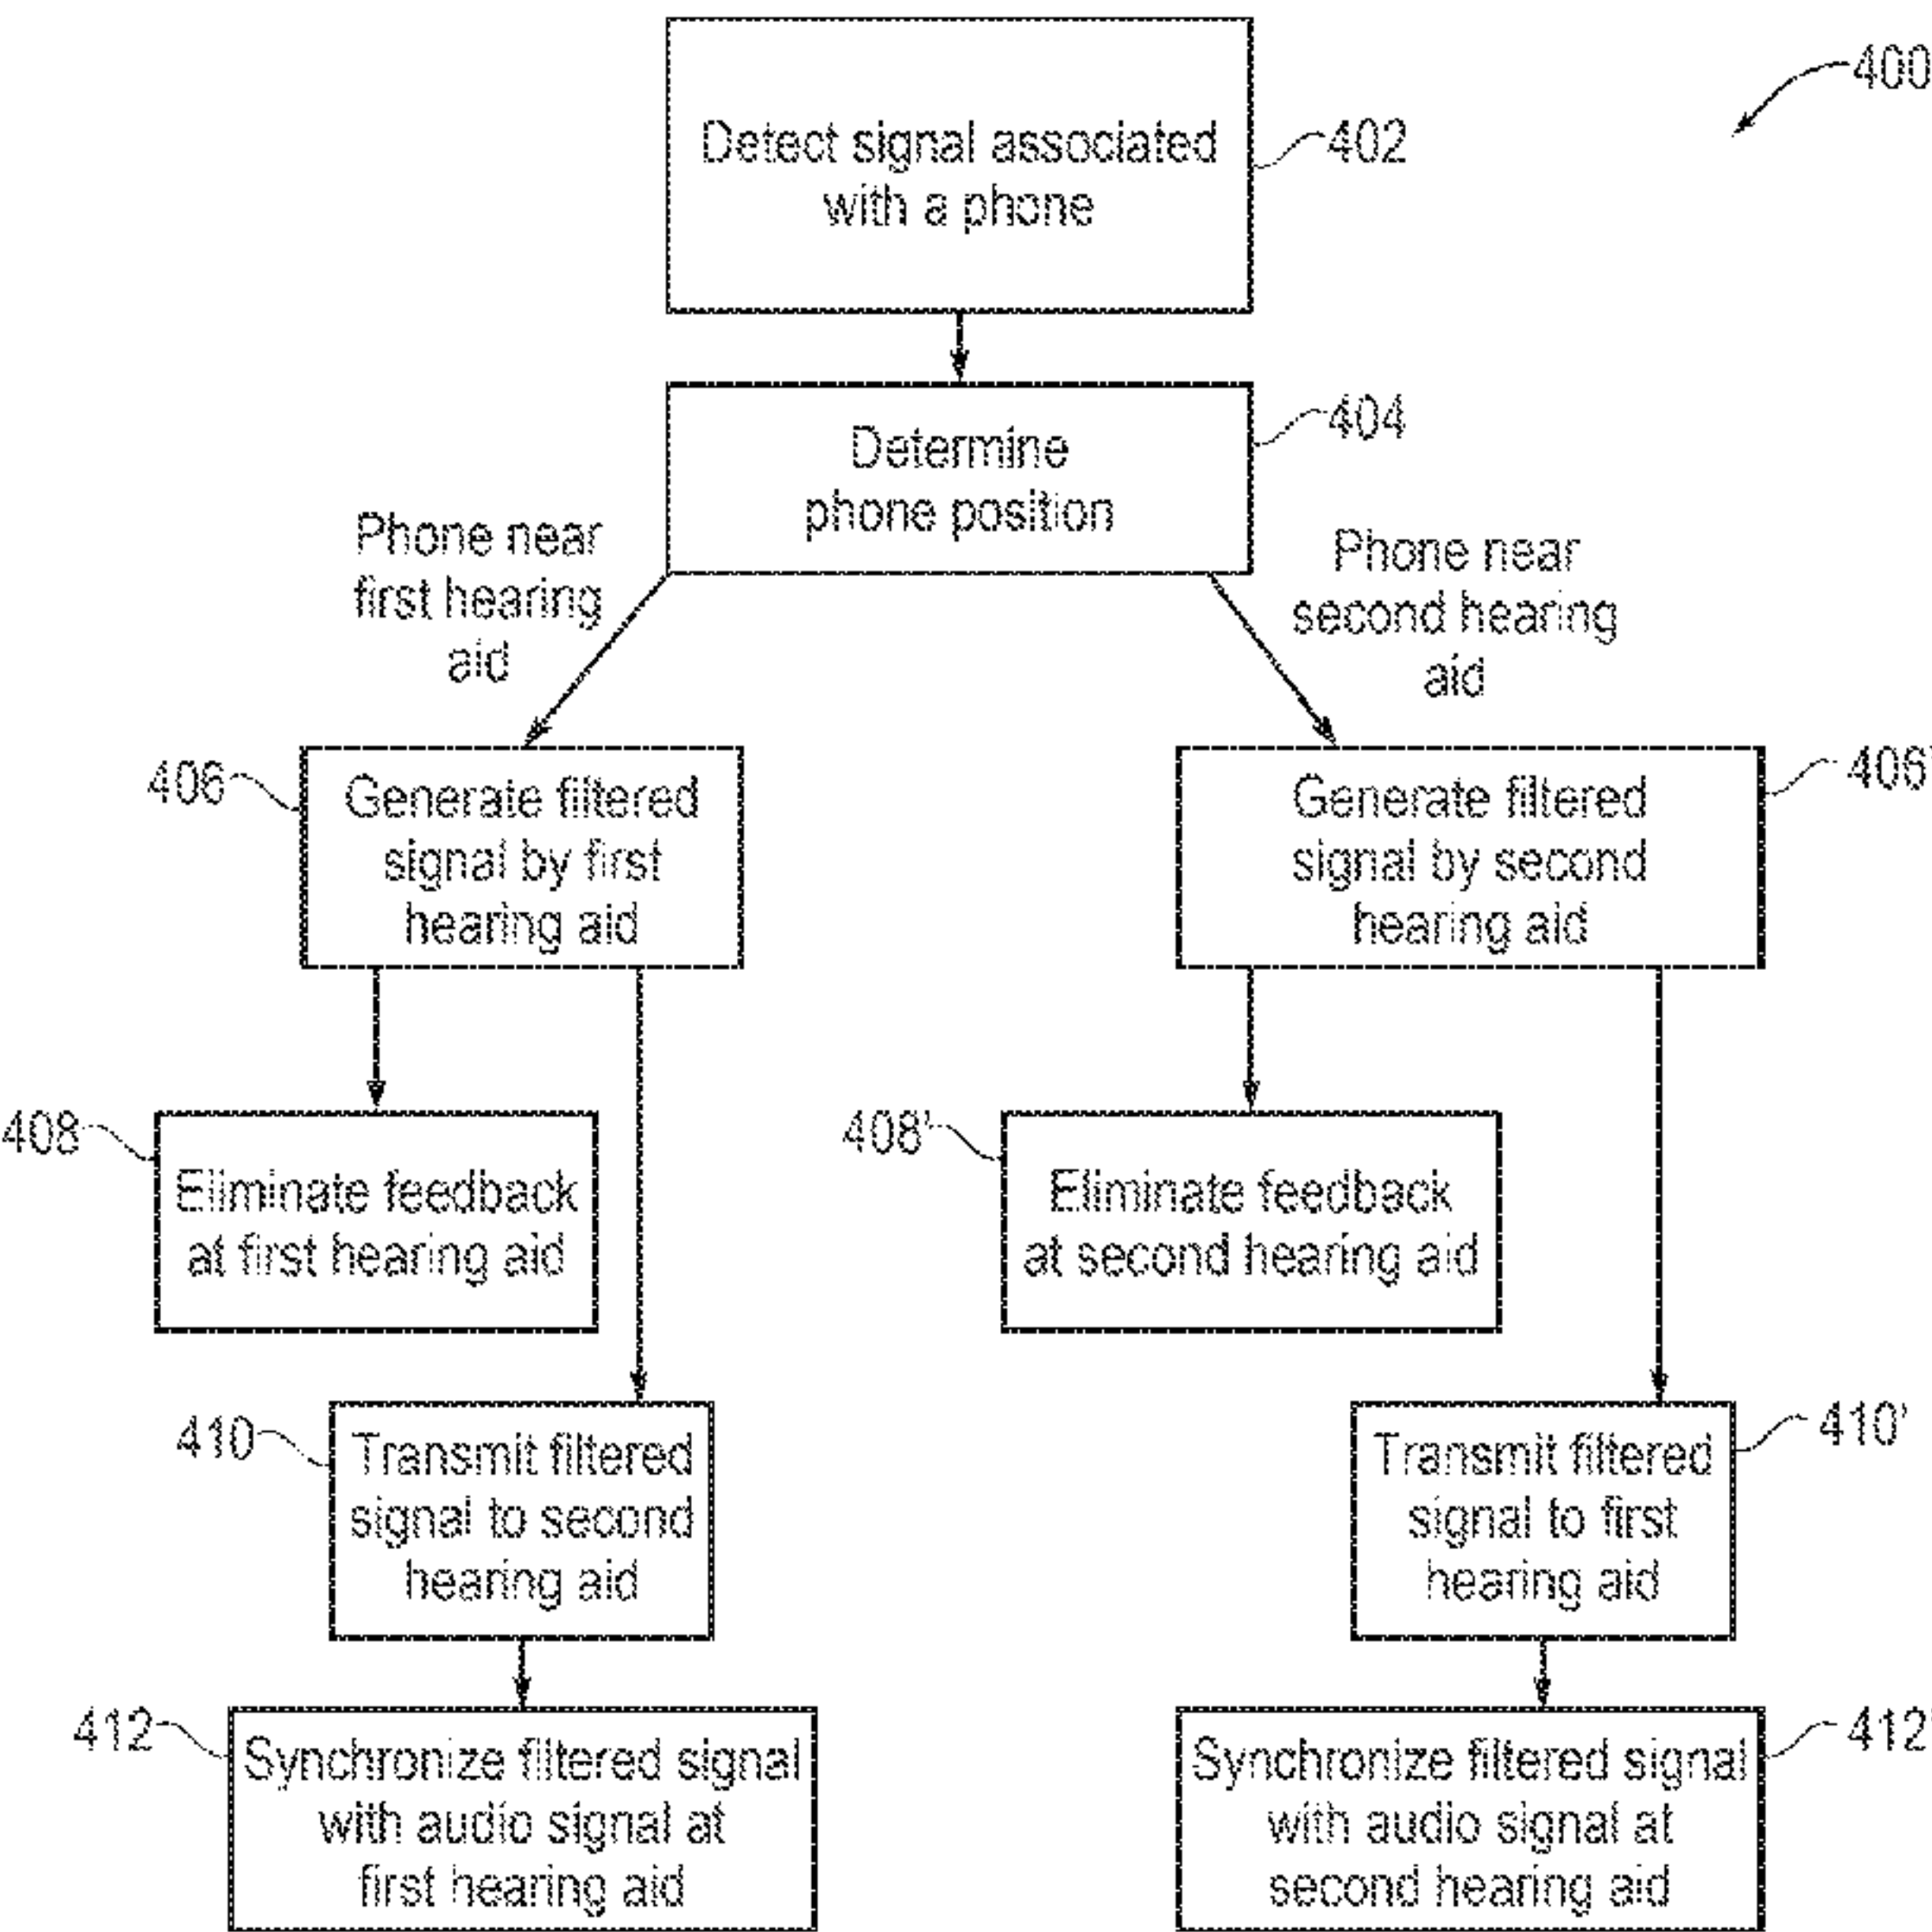 400
Detect signal associated
with a phone
402
Determine
phone position
404
Phone near
first hearing
aid
Phone near
second hearing
aid
406
Generate filtered
signal by first
hearing aid
Generate filtered
signal by second
hearing aid
406'
408
Eliminate feedback
at first hearing aid
408'
Eliminate feedback
at second hearing aid
410
Transmit filtered
signal to second
hearing aid
Transmit filtered
signal to first
hearing aid
410'
412
Synchronize filtered signal
with audio signal at
first hearing aid
Synchronize filtered signal
with audio signal at
second hearing aid
412'